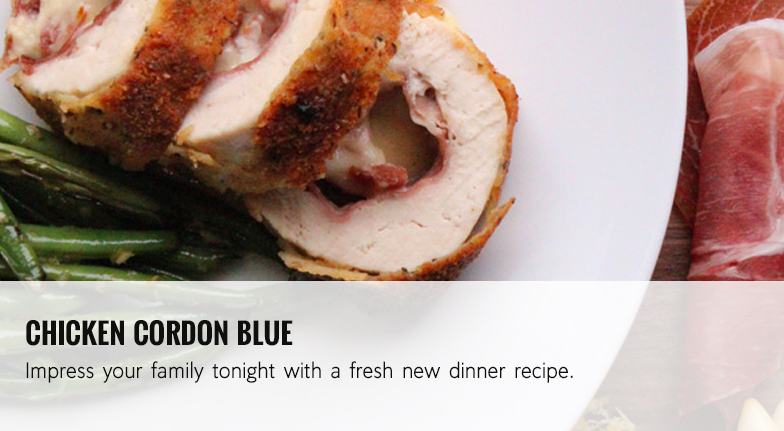 CHICKEN CORDON BLUE
Impress your family tonight with a fresh new dinner recipe.